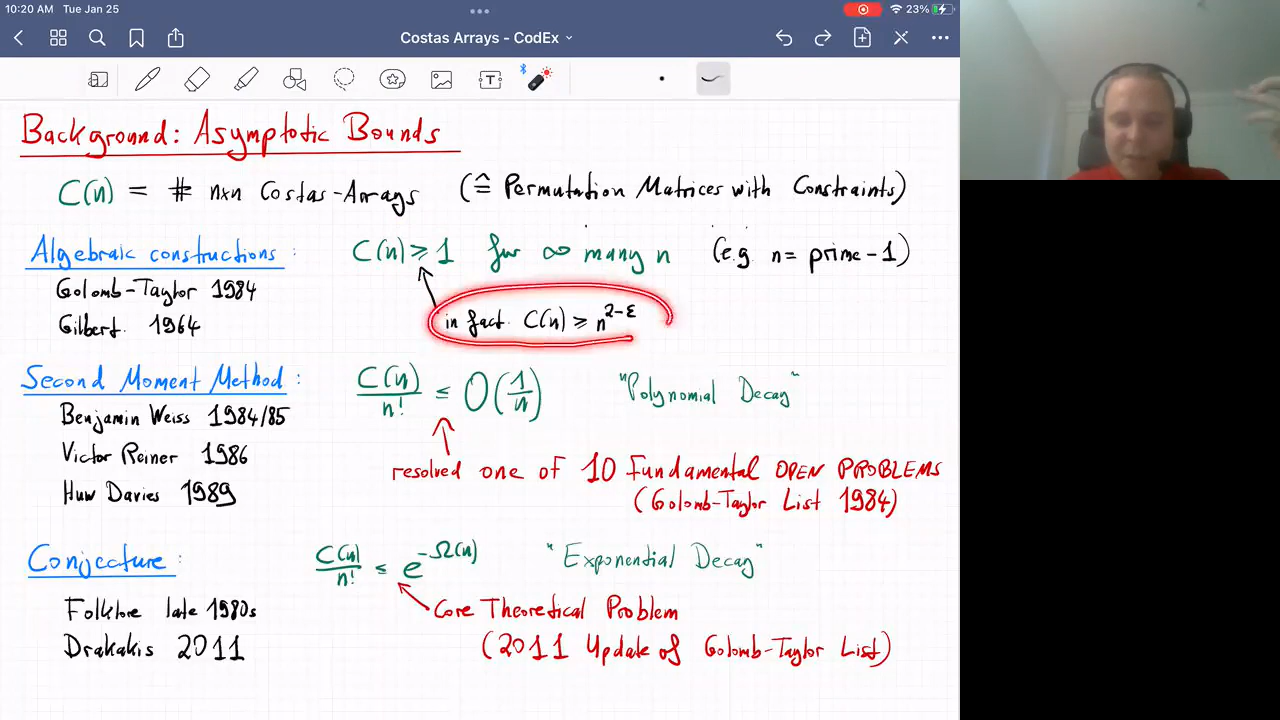 10:20 AM Tue Jan 25
23%
Costas Arrays - CodEx
Background: Asymptotic Bounds
C(n) = # n×n Costas-Arrays (≙ Permutation Matrices with Constraints)
Algebraic constructions: C(n) ≥ 1 for ∞ many n (e.g. n = prime - 1)
Golomb-Taylor 1984
in fact. C(n) ≥ n^{2-ε}
Gilbert. 1964
Second Moment Method: C(n)/n! ≤ O(1/n) "Polynomial Decay"
Benjamin Weiss 1984/85
Victor Reiner 1986
resolved one of 10 Fundamental OPEN PROBLEMS
Huw Davies 1989
(Golomb-Taylor List 1984)
Conjecture: C(n)/n! ≤ e^{-Ω(n)} "Exponential Decay"
Folklore late 1980s
Core Theoretical Problem
Drakakis 2011
(2011 Update of Golomb-Taylor List)